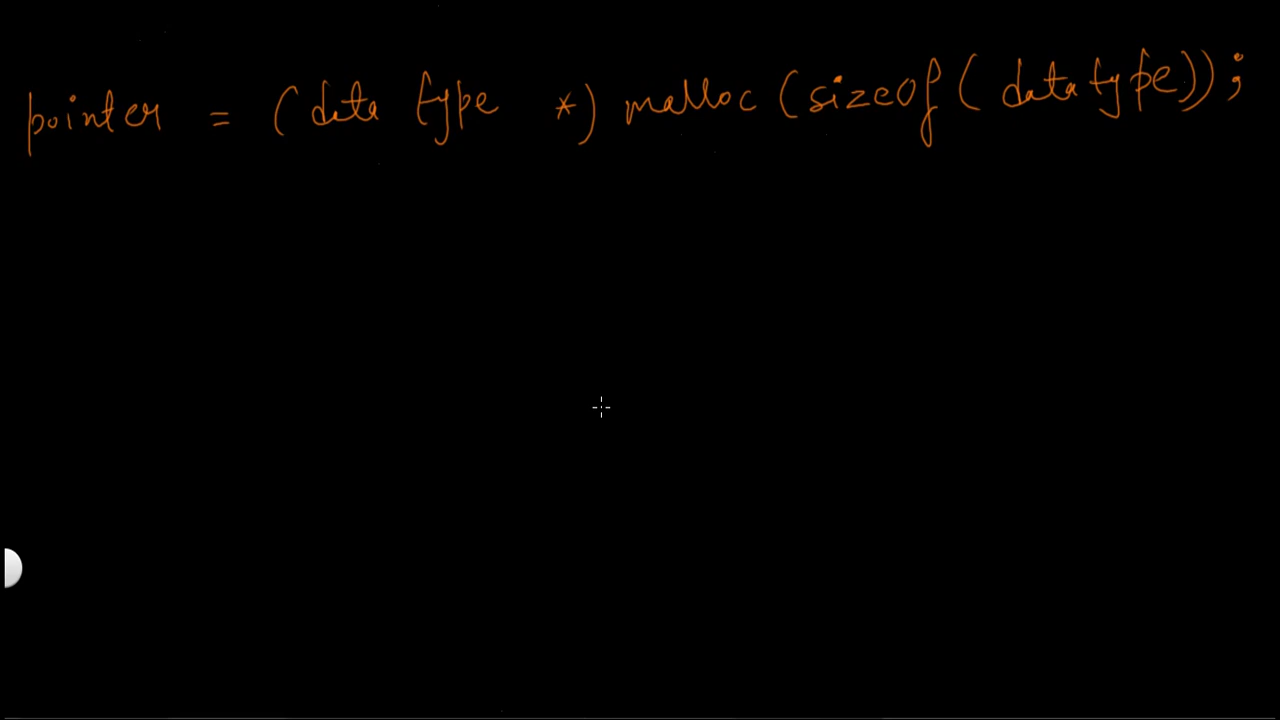 pointer = (data type *) malloc (sizeof (datatype));